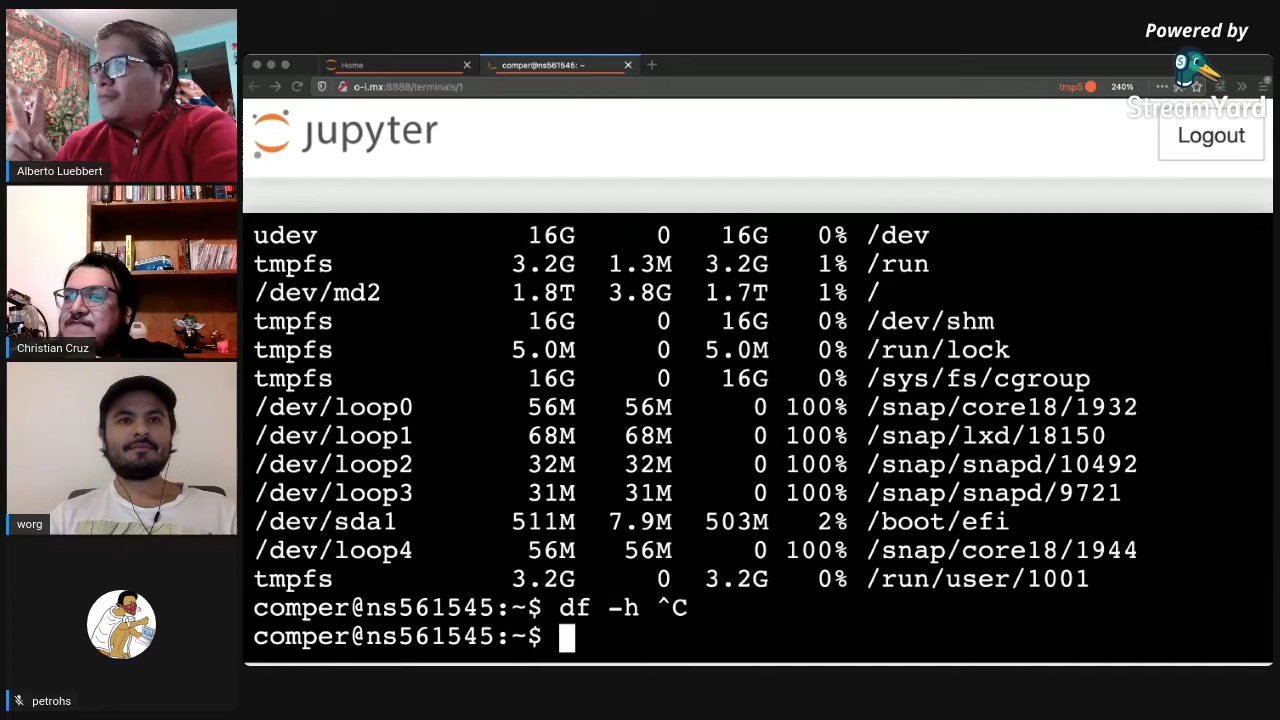 Powered by
StreamYard
Home
comper@ns561545: ~
o-i.mx:8888/terminals/1
tmp5
240%
jupyter
Logout
udev 16G 0 16G 0% /dev
tmpfs 3.2G 1.3M 3.2G 1% /run
/dev/md2 1.8T 3.8G 1.7T 1% /
tmpfs 16G 0 16G 0% /dev/shm
tmpfs 5.0M 0 5.0M 0% /run/lock
tmpfs 16G 0 16G 0% /sys/fs/cgroup
/dev/loop0 56M 56M 0 100% /snap/core18/1932
/dev/loop1 68M 68M 0 100% /snap/lxd/18150
/dev/loop2 32M 32M 0 100% /snap/snapd/10492
/dev/loop3 31M 31M 0 100% /snap/snapd/9721
/dev/sda1 511M 7.9M 503M 2% /boot/efi
/dev/loop4 56M 56M 0 100% /snap/core18/1944
tmpfs 3.2G 0 3.2G 0% /run/user/1001
comper@ns561545:~$ df -h ^C
comper@ns561545:~$
Alberto Luebbert
Christian Cruz
worg
petrohs